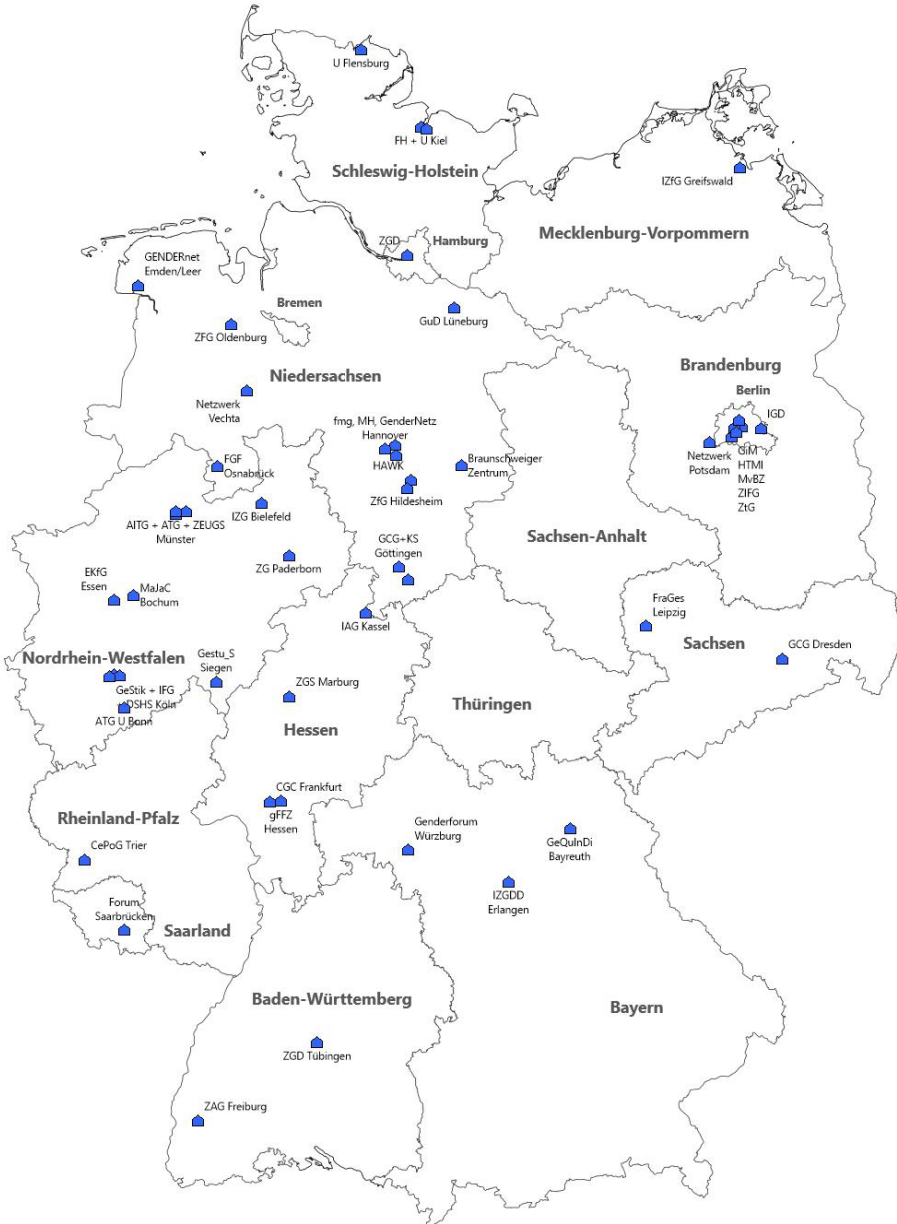 U Flensburg
FH + U Kiel
Schleswig-Holstein
IZfG Greifswald
Mecklenburg-Vorpommern
ZGD
Hamburg
GENDERnet
Emden/Leer
Bremen
GuD Lüneburg
ZFG Oldenburg
Niedersachsen
Brandenburg
Berlin
Netzwerk
Vechta
IGD
fmg, MH, GenderNetz
Hannover
HAWK
Netzwerk
Potsdam
GiM
HTMI
MvBZ
ZIFG
ZtG
FGF
Osnabrück
Braunschweiger
Zentrum
ZfG Hildesheim
IZG Bielefeld
AITG + ATG + ZEUGS
Münster
Sachsen-Anhalt
GCG+KS
Göttingen
ZG Paderborn
EKfG
Essen
MaJaC
Bochum
IAG Kassel
FraGes
Leipzig
Sachsen
GCG Dresden
Nordrhein-Westfalen
Gestu_S
Siegen
GeStik + IFG
DSHS Köln
ATG U Bonn
ZGS Marburg
Thüringen
Hessen
CGC Frankfurt
gFFZ
Hessen
Rheinland-Pfalz
Genderforum
Würzburg
GeQuInDi
Bayreuth
CePoG Trier
IZGDD
Erlangen
Forum
Saarbrücken
Saarland
Baden-Württemberg
Bayern
ZGD Tübingen
ZAG Freiburg